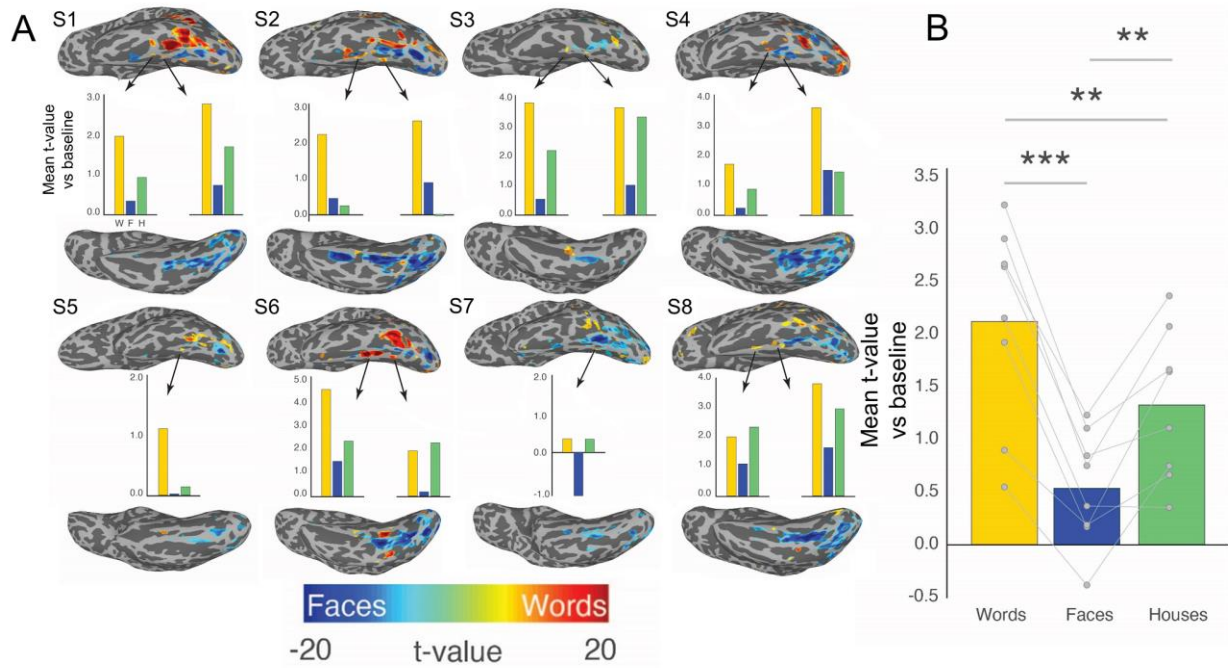 A
S1
S2
S3
S4
Mean t-value
vs baseline
3.0
2.0
1.0
0.0
W F H
3.0
2.0
1.0
0.0
4.0
3.0
2.0
1.0
0.0
4.0
3.0
2.0
1.0
0.0
S5
S6
S7
S8
2.0
1.0
0.0
5.0
4.0
3.0
2.0
1.0
0.0
2.0
1.0
0.0
-1.0
4.0
3.0
2.0
1.0
0.0
Faces
Words
-20
t-value
20
B
**
**
***
Mean t-value
vs baseline
3.5
3.0
2.5
2.0
1.5
1.0
0.5
0.0
-0.5
Words
Faces
Houses